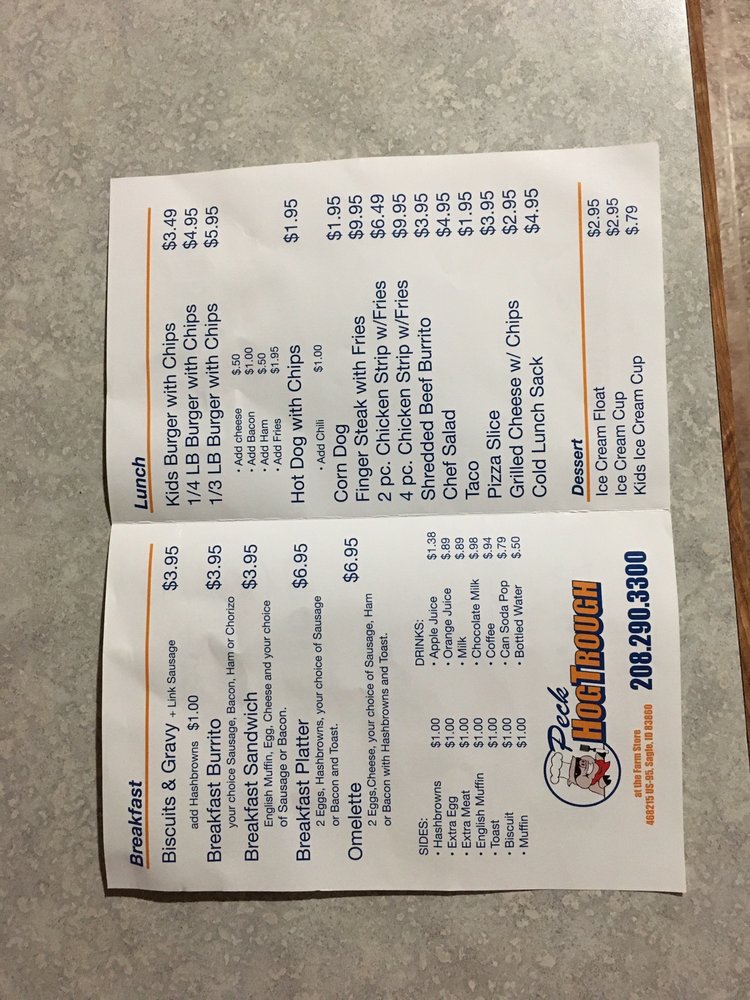 Breakfast
Biscuits & Gravy + Link Sausage $3.95
add Hashbrowns $1.00
Breakfast Burrito $3.95
your choice Sausage, Bacon, Ham or Chorizo
Breakfast Sandwich $3.95
English Muffin, Egg, Cheese and your choice
of Sausage or Bacon.
Breakfast Platter $6.95
2 Eggs, Hashbrowns, your choice of Sausage
or Bacon and Toast.
Omelette $6.95
2 Eggs,Cheese, your choice of Sausage, Ham
or Bacon with Hashbrowns and Toast.
SIDES:
• Hashbrowns $1.00
• Extra Egg $1.00
• Extra Meat $1.00
• English Muffin $1.00
• Toast $1.00
• Biscuit $1.00
• Muffin $1.00
DRINKS:
• Apple Juice $1.38
• Orange Juice $.89
• Milk $.89
• Chocolate Milk $.98
• Coffee $.94
• Can Soda Pop $.79
• Bottled Water $.50
Peck
HOGTROUGH
at the Farm Store
468215 US-95, Sagle, ID 83860
208.290.3300
Lunch
Kids Burger with Chips $3.49
1/4 LB Burger with Chips $4.95
1/3 LB Burger with Chips $5.95
• Add cheese $.50
• Add Bacon $1.00
• Add Ham $.50
• Add Fries $1.95
Hot Dog with Chips $1.95
• Add Chili $1.00
Corn Dog $1.95
Finger Steak with Fries $9.95
2 pc. Chicken Strip w/Fries $6.49
4 pc. Chicken Strip w/Fries $9.95
Shredded Beef Burrito $3.95
Chef Salad $4.95
Taco $1.95
Pizza Slice $3.95
Grilled Cheese w/ Chips $2.95
Cold Lunch Sack $4.95
Dessert
Ice Cream Float $2.95
Ice Cream Cup $2.95
Kids Ice Cream Cup $.79